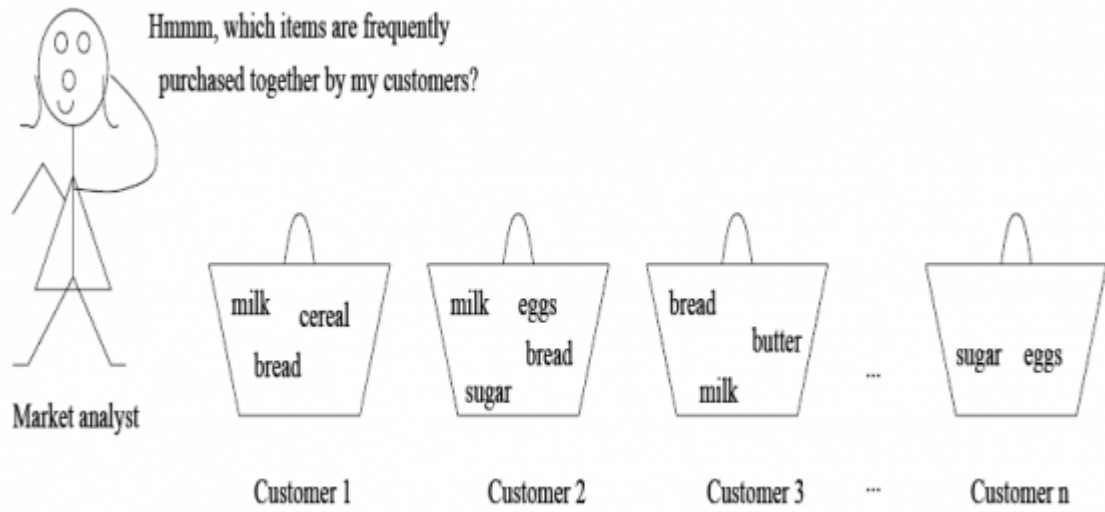 Hmmm, which items are frequently
purchased together by my customers?
milk
cereal
bread
milk eggs
bread
sugar
bread
butter
milk
...
sugar eggs
Market analyst
Customer 1
Customer 2
Customer 3
...
Customer n